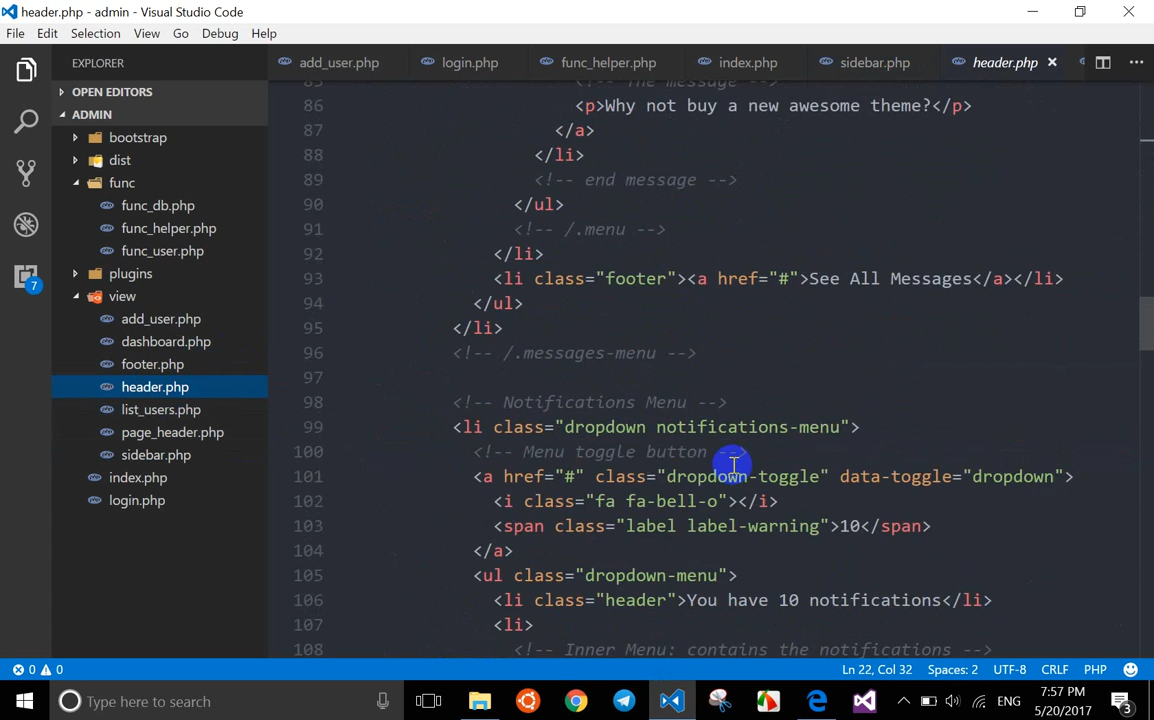 header.php - admin - Visual Studio Code
File Edit Selection View Go Debug Help
EXPLORER
add_user.php login.php func_helper.php index.php sidebar.php header.php
OPEN EDITORS
ADMIN
bootstrap
dist
func
func_db.php
func_helper.php
func_user.php
plugins
view
add_user.php
dashboard.php
footer.php
header.php
list_users.php
page_header.php
sidebar.php
index.php
login.php
7
85 <!-- The message -->
86 <p>Why not buy a new awesome theme?</p>
87 </a>
88 </li>
89 <!-- end message -->
90 </ul>
91 <!-- /.menu -->
92 </li>
93 <li class="footer"><a href="#">See All Messages</a></li>
94 </ul>
95 </li>
96 <!-- /.messages-menu -->
97
98 <!-- Notifications Menu -->
99 <li class="dropdown notifications-menu">
100 <!-- Menu toggle button -->
101 <a href="#" class="dropdown-toggle" data-toggle="dropdown">
102 <i class="fa fa-bell-o"></i>
103 <span class="label label-warning">10</span>
104 </a>
105 <ul class="dropdown-menu">
106 <li class="header">You have 10 notifications</li>
107 <li>
108 <!-- Inner Menu: contains the notifications -->
0 0 Ln 22, Col 32 Spaces: 2 UTF-8 CRLF PHP
Type here to search
ENG
7:57 PM
5/20/2017
3